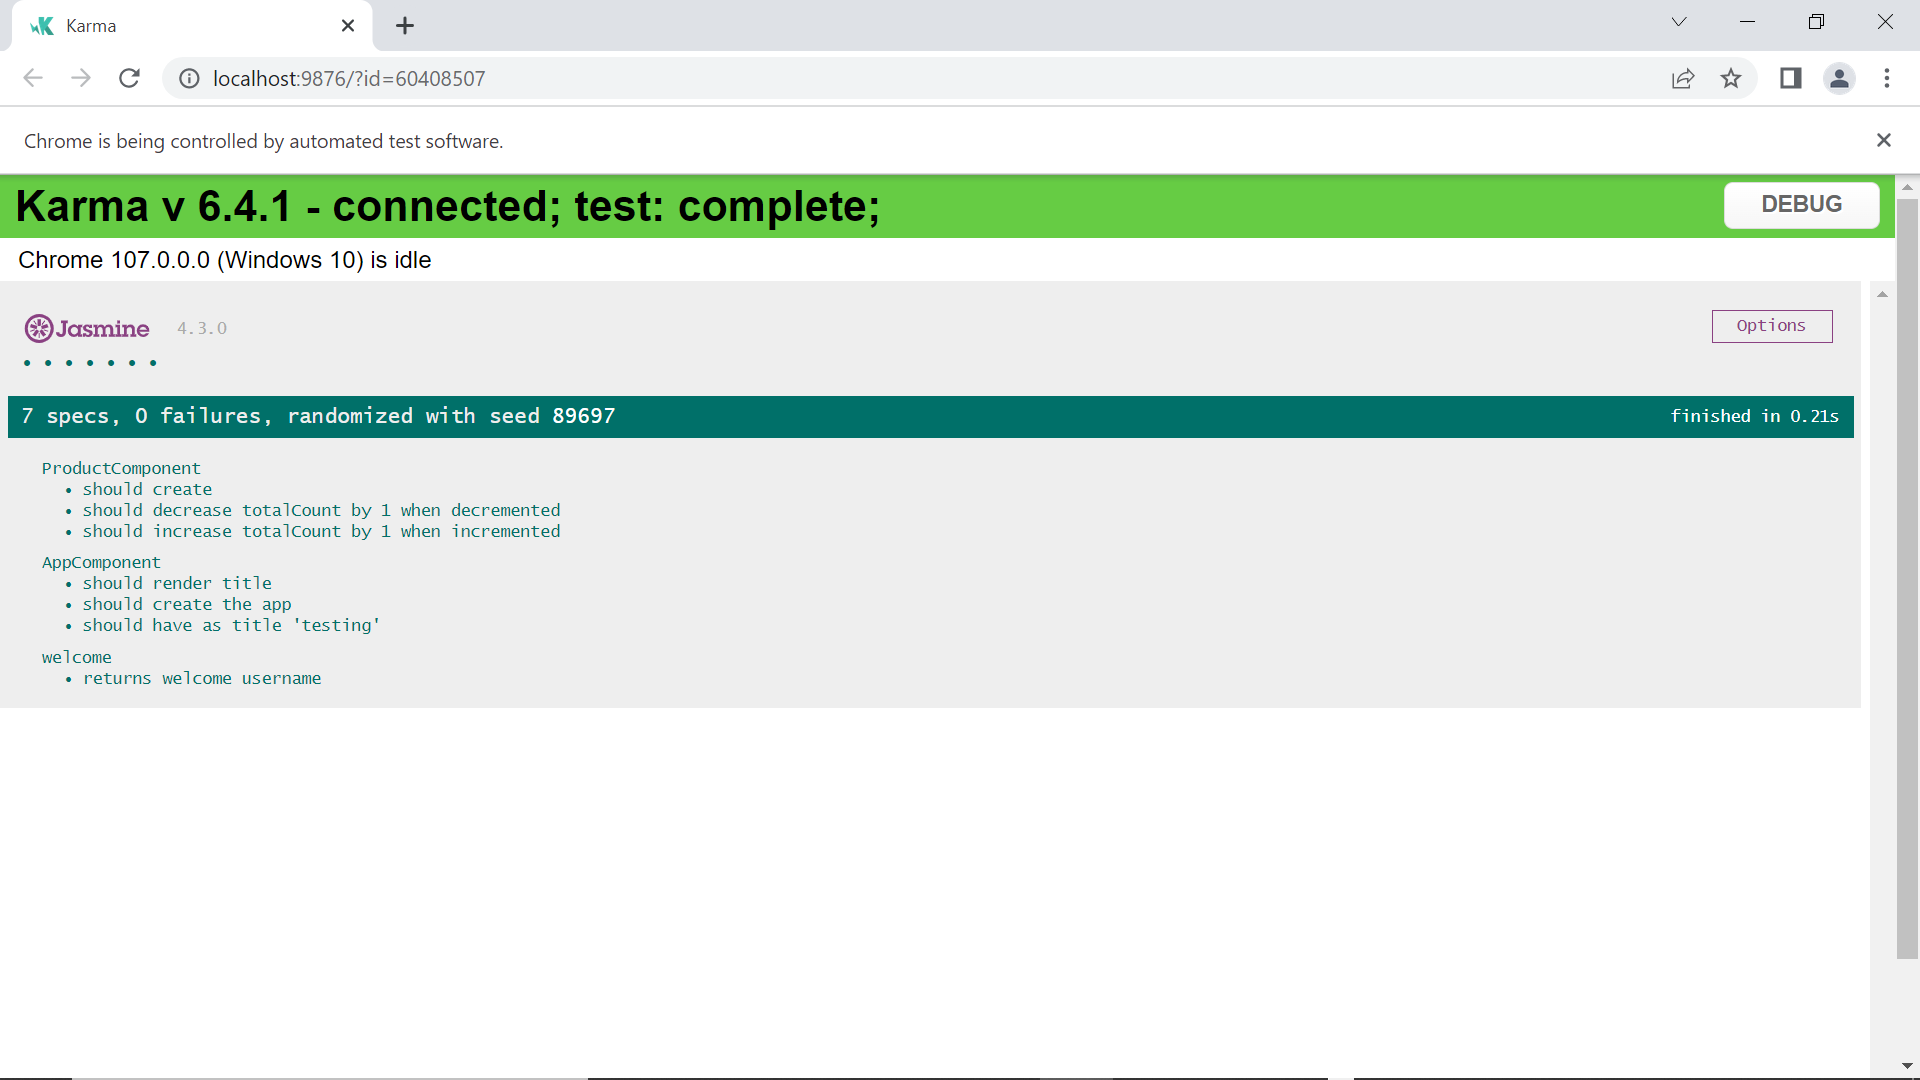 Karma
localhost:9876/?id=60408507
Chrome is being controlled by automated test software.
Karma v 6.4.1 - connected; test: complete;
DEBUG
Chrome 107.0.0.0 (Windows 10) is idle
Jasmine 4.3.0
Options
7 specs, 0 failures, randomized with seed 89697
finished in 0.21s
ProductComponent
• should create
• should decrease totalCount by 1 when decremented
• should increase totalCount by 1 when incremented
AppComponent
• should render title
• should create the app
• should have as title 'testing'
welcome
• returns welcome username